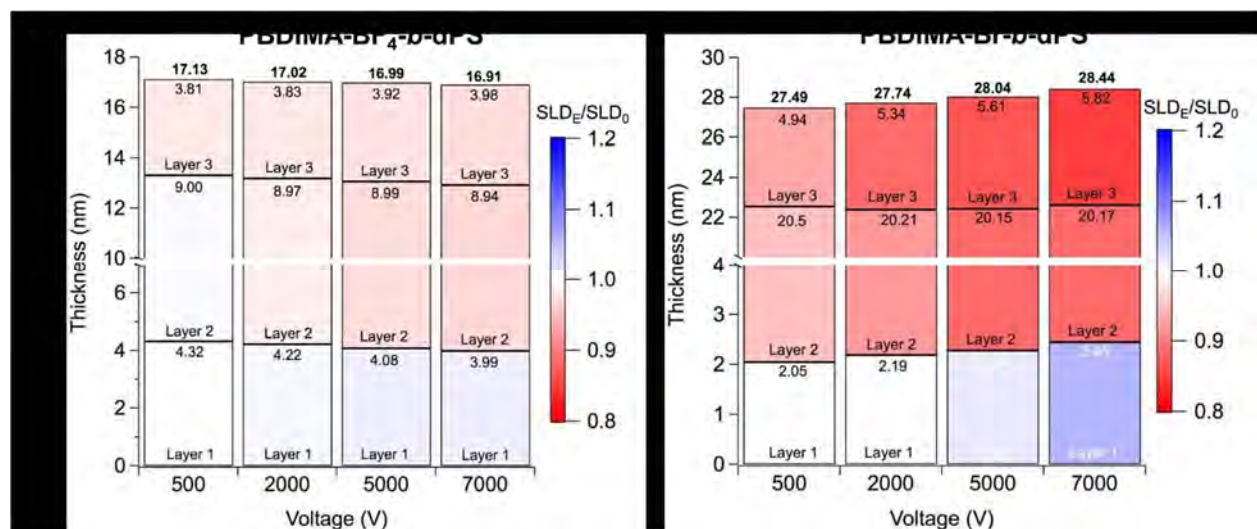 PBDIMA-BF4-b-dPS
18
16
14
12
10
8
6
4
2
0
Thickness (nm)
17.13
3.81
Layer 3
9.00
Layer 2
4.32
Layer 1
17.02
3.83
Layer 3
8.97
Layer 2
4.22
Layer 1
16.99
3.92
Layer 3
8.99
Layer 2
4.08
Layer 1
16.91
3.98
Layer 3
8.94
Layer 2
3.99
Layer 1
500
2000
5000
7000
Voltage (V)
SLDE/SLD0
1.2
1.1
1.0
0.9
0.8
PBDIMA-Br-b-dPS
30
28
26
24
22
4
3
2
1
0
Thickness (nm)
27.49
4.94
Layer 3
20.5
Layer 2
2.05
Layer 1
27.74
5.34
Layer 3
20.21
Layer 2
2.19
Layer 1
28.04
5.61
Layer 3
20.15
Layer 2
28.44
5.82
Layer 3
20.17
Layer 2
Layer 1
500
2000
5000
7000
Voltage (V)
SLDE/SLD0
1.2
1.1
1.0
0.9
0.8